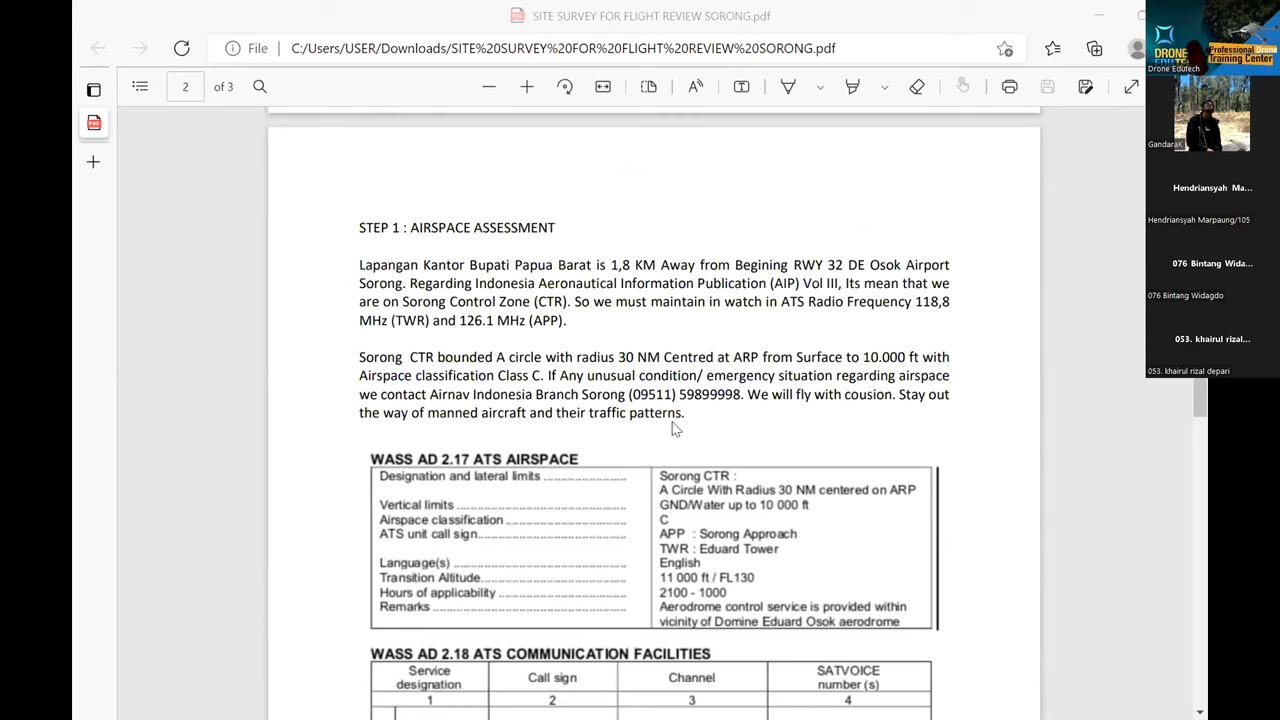 SITE SURVEY FOR FLIGHT REVIEW SORONG.pdf
File
C:/Users/USER/Downloads/SITE%20SURVEY%20FOR%20FLIGHT%20REVIEW%20SORONG.pdf
2
of 3
STEP 1 : AIRSPACE ASSESSMENT
Lapangan Kantor Bupati Papua Barat is 1,8 KM Away from Begining RWY 32 DE Osok Airport
Sorong. Regarding Indonesia Aeronautical Information Publication (AIP) Vol III, Its mean that we
are on Sorong Control Zone (CTR). So we must maintain in watch in ATS Radio Frequency 118,8
MHz (TWR) and 126.1 MHz (APP).
Sorong CTR bounded A circle with radius 30 NM Centred at ARP from Surface to 10.000 ft with
Airspace classification Class C. If Any unusual condition/ emergency situation regarding airspace
we contact Airnav Indonesia Branch Sorong (09511) 59899998. We will fly with cousion. Stay out
the way of manned aircraft and their traffic patterns.
WASS AD 2.17 ATS AIRSPACE
Designation and lateral limits Sorong CTR :
A Circle With Radius 30 NM centered on ARP
Vertical limits GND/Water up to 10 000 ft
Airspace classification C
ATS unit call sign APP : Sorong Approach
TWR : Eduard Tower
Language(s) English
Transition Altitude 11 000 ft / FL130
Hours of applicability 2100 - 1000
Remarks Aerodrome control service is provided within
vicinity of Domine Eduard Osok aerodrome
WASS AD 2.18 ATS COMMUNICATION FACILITIES
Service
designation
Call sign
Channel
SATVOICE
number (s)
1 2 3 4
DRONE
EDUTECH
Professional Drone
Training Center
Drone Edutech
GandaraK
Hendriansyah Ma...
Hendriansyah Marpaung/105
076 Bintang Wida...
076 Bintang Widagdo
053. khairul rizal...
053. khairul rizal depari